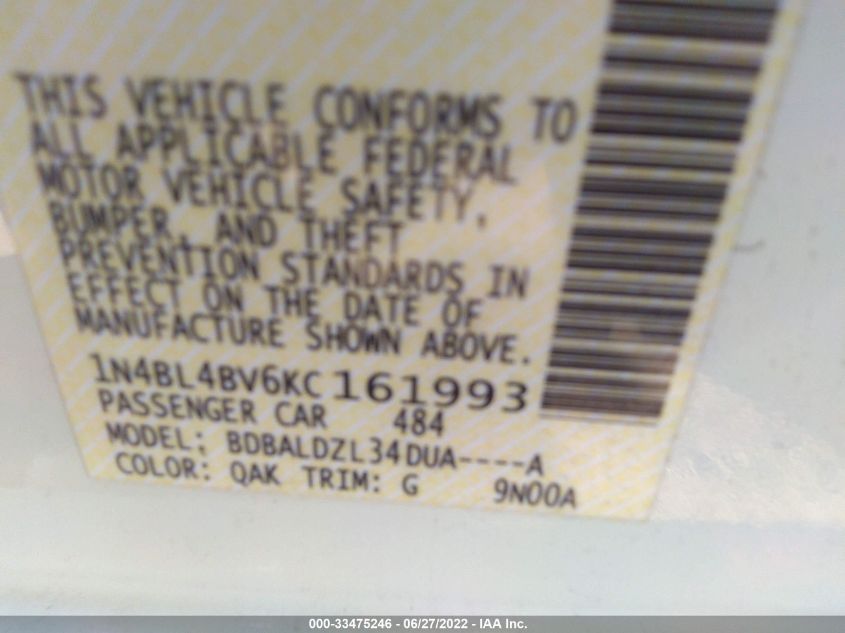 THIS VEHICLE CONFORMS TO
ALL APPLICABLE FEDERAL
MOTOR VEHICLE SAFETY,
BUMPER, AND THEFT
PREVENTION STANDARDS IN
EFFECT ON THE DATE OF
MANUFACTURE SHOWN ABOVE.
1N4BL4BV6KC161993
PASSENGER CAR 484
MODEL: BDBALDZL34DUA----A
COLOR: QAK TRIM: G 9N00A
000-33475246 - 06/27/2022 - IAA Inc.